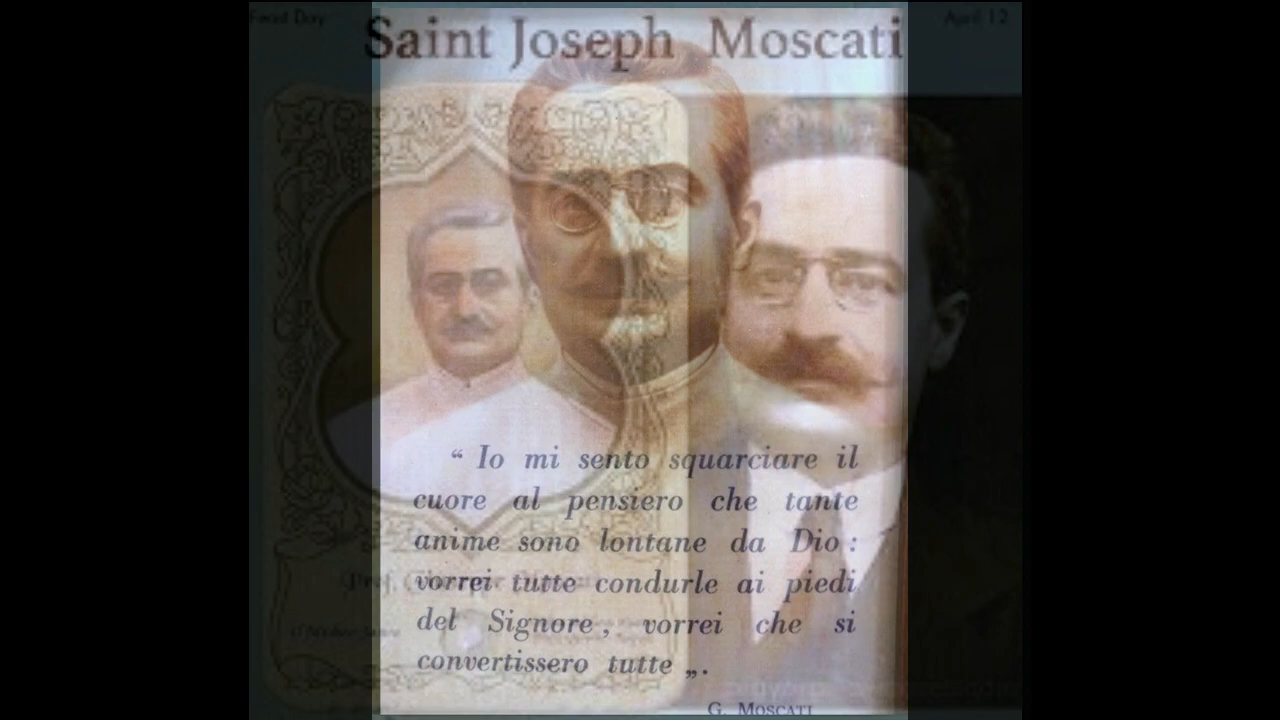 Feast Day
April 12
Saint Joseph Moscati
“ Io mi sento squarciare il
cuore al pensiero che tante
anime sono lontane da Dio :
vorrei tutte condurle ai piedi
del Signore , vorrei che si
convertissero tutte „.
Prof.
G. MOSCATI